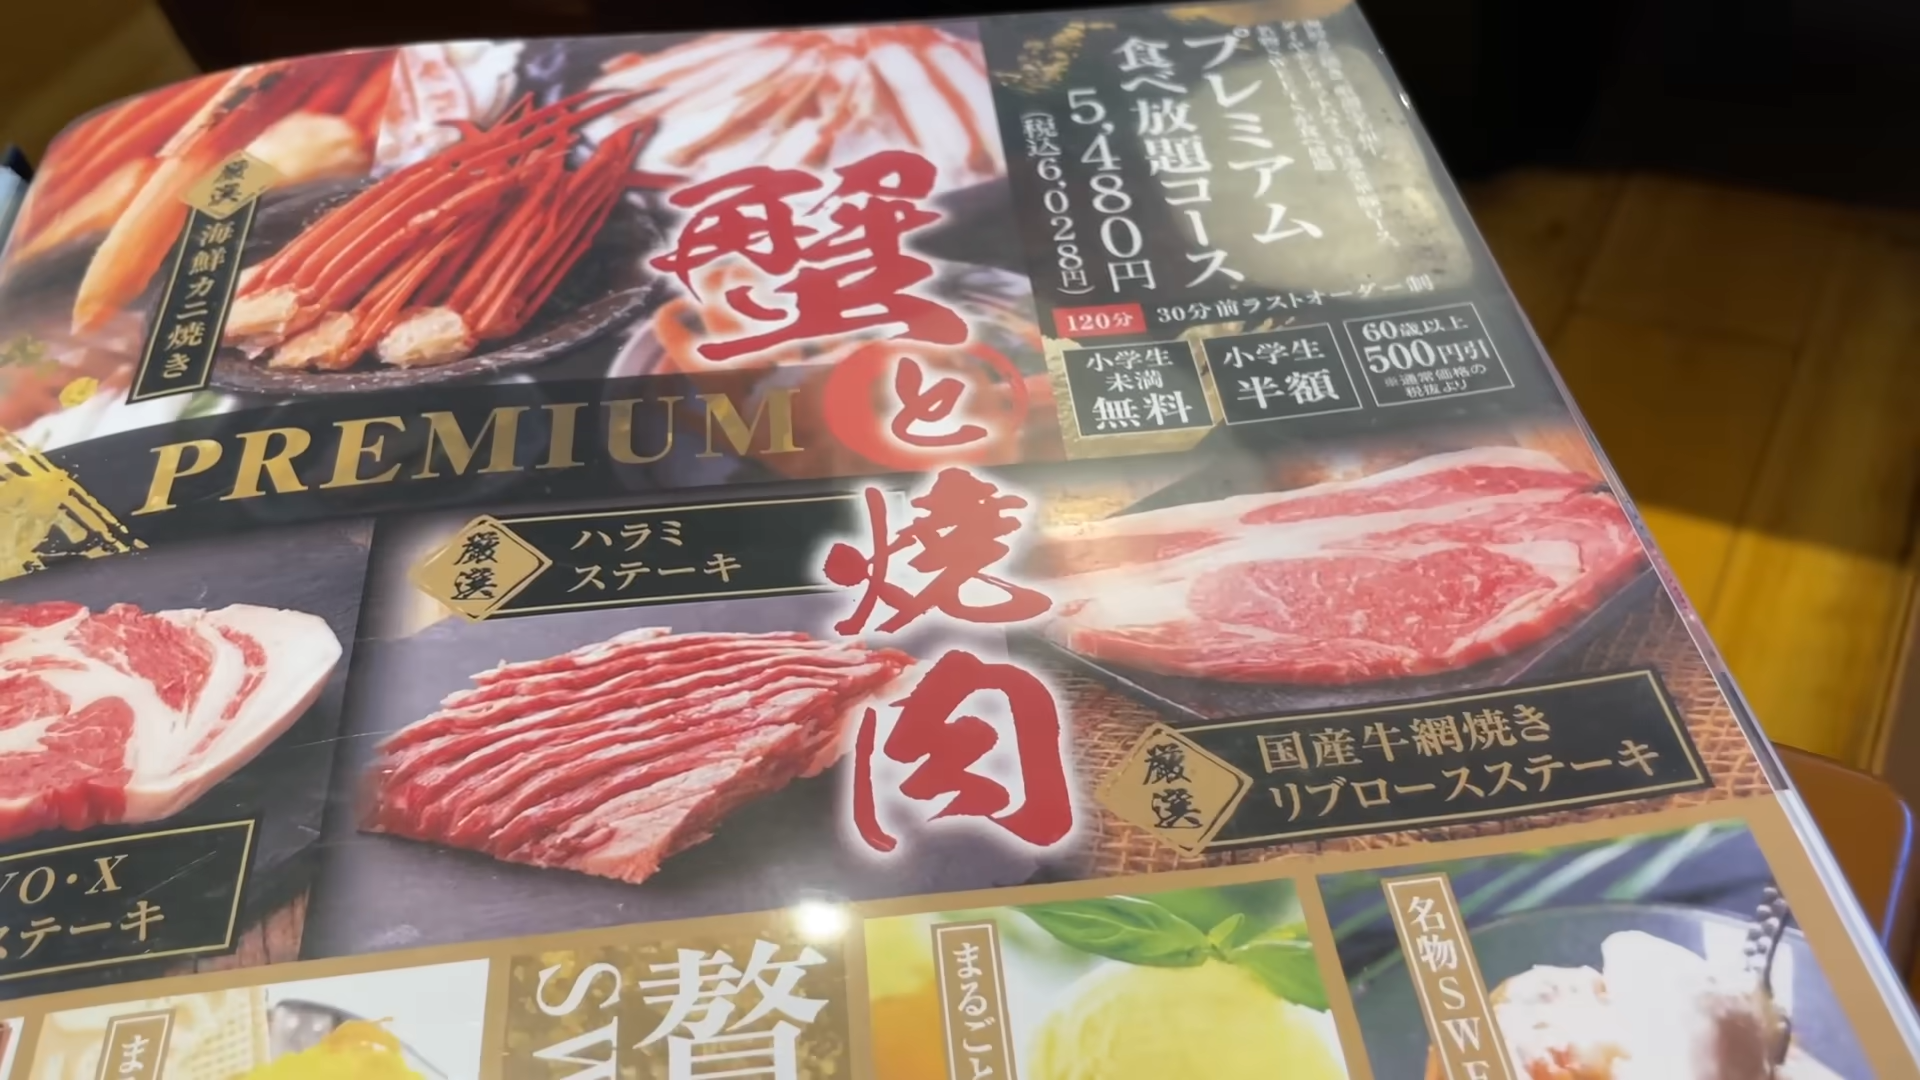 プレミアム
食べ放題コース
5,480円
(税込6,028円)
120分 30分前ラストオーダー制
小学生
未満
無料
小学生
半額
60歳以上
500円引
※通常価格の
税抜より
厳選
海鮮カニ焼き
蟹と焼肉
PREMIUM
厳選
ハラミ
ステーキ
厳選
国産牛網焼き
リブロースステーキ
YO・X
ステーキ
贅
まるごと
名物SWE